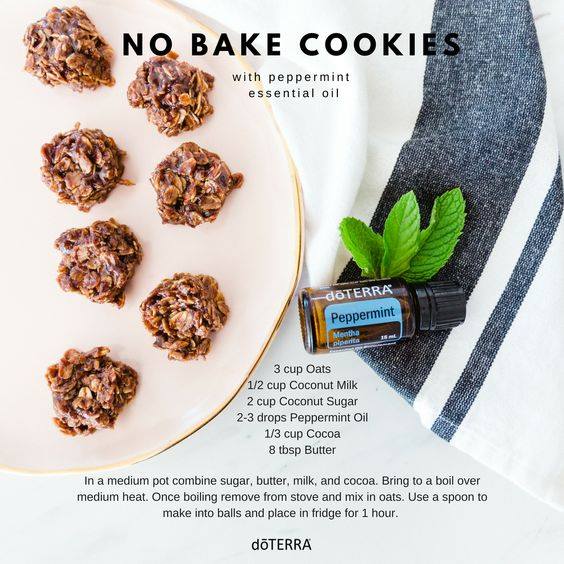 NO BAKE COOKIES
with peppermint
essential oil
dōTERRA
Peppermint
Mentha
piperita
15 mL
3 cup Oats
1/2 cup Coconut Milk
2 cup Coconut Sugar
2-3 drops Peppermint Oil
1/3 cup Cocoa
8 tbsp Butter
In a medium pot combine sugar, butter, milk, and cocoa. Bring to a boil over
medium heat. Once boiling remove from stove and mix in oats. Use a spoon to
make into balls and place in fridge for 1 hour.
dōTERRA